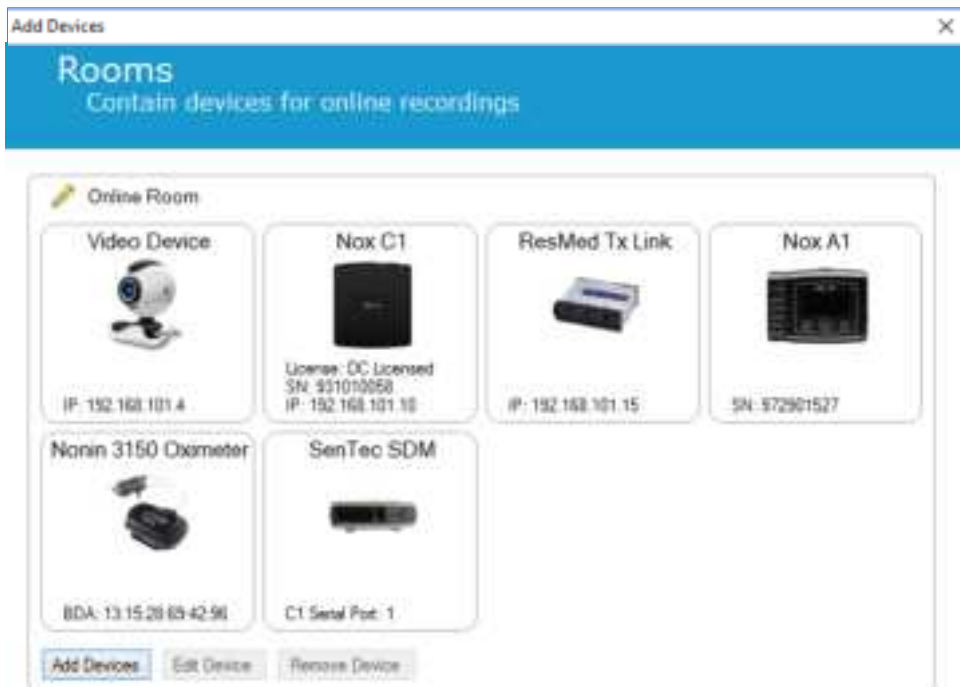 Add Devices
Rooms
Contain devices for online recordings
Online Room
Video Device
IP: 192.168.101.4
Nox C1
License: DC Licensed
SN: 931010058
IP: 192.168.101.10
ResMed Tx Link
IP: 192.168.101.15
Nox A1
SN: 972901527
Nonin 3150 Oximeter
BDA: 13:15:28:69:42:96
SenTec SDM
C1 Serial Port: 1
Add Devices
Edit Device
Remove Device